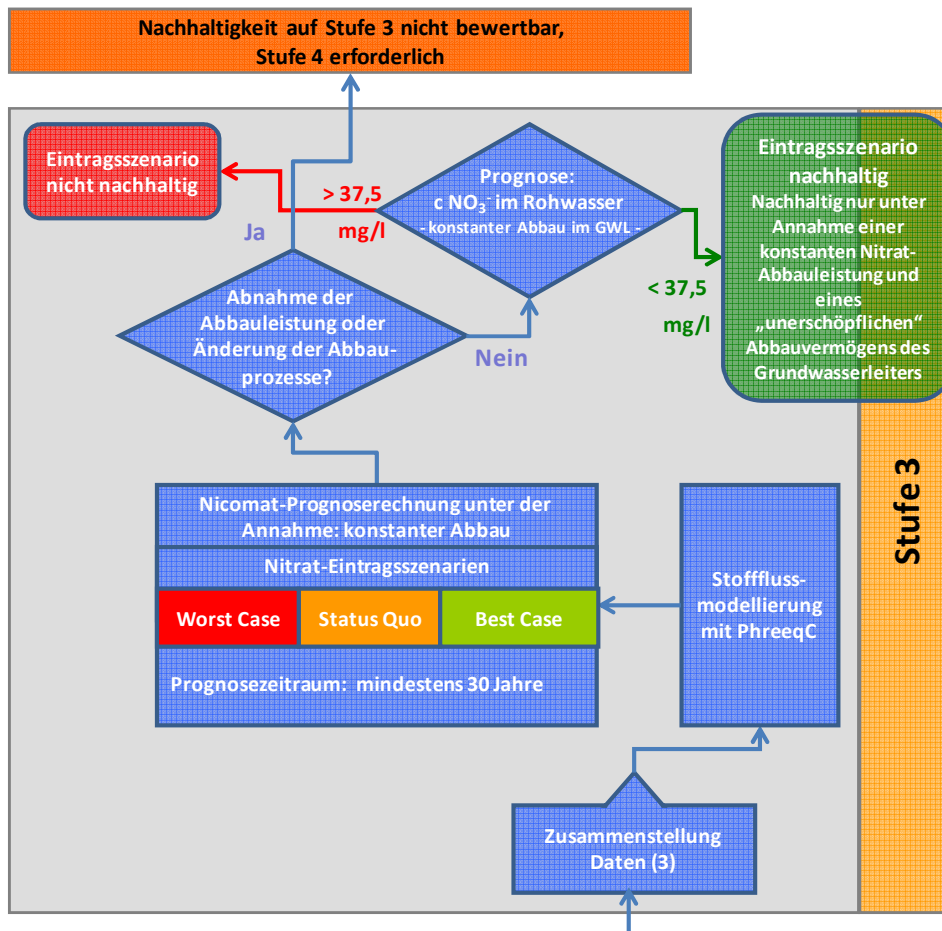 Nachhaltigkeit auf Stufe 3 nicht bewertbar,
Stufe 4 erforderlich
Eintragsszenario
nicht nachhaltig
> 37,5
mg/l
Prognose:
c NO₃⁻ im Rohwasser
- konstanter Abbau im GWL -
< 37,5
mg/l
Eintragsszenario
nachhaltig
Nachhaltig nur unter
Annahme einer
konstanten Nitrat-
Abbauleistung und
eines
„unerschöpflichen“
Abbauvermögens des
Grundwasserleiters
Ja
Abnahme der
Abbauleistung oder
Änderung der Abbau-
prozesse?
Nein
Nicomat-Prognoserechnung unter der
Annahme: konstanter Abbau
Nitrat-Eintragsszenarien
Worst Case
Status Quo
Best Case
Prognosezeitraum: mindestens 30 Jahre
Stofffluss-
modellierung
mit PhreeqC
Zusammenstellung
Daten (3)
Stufe 3